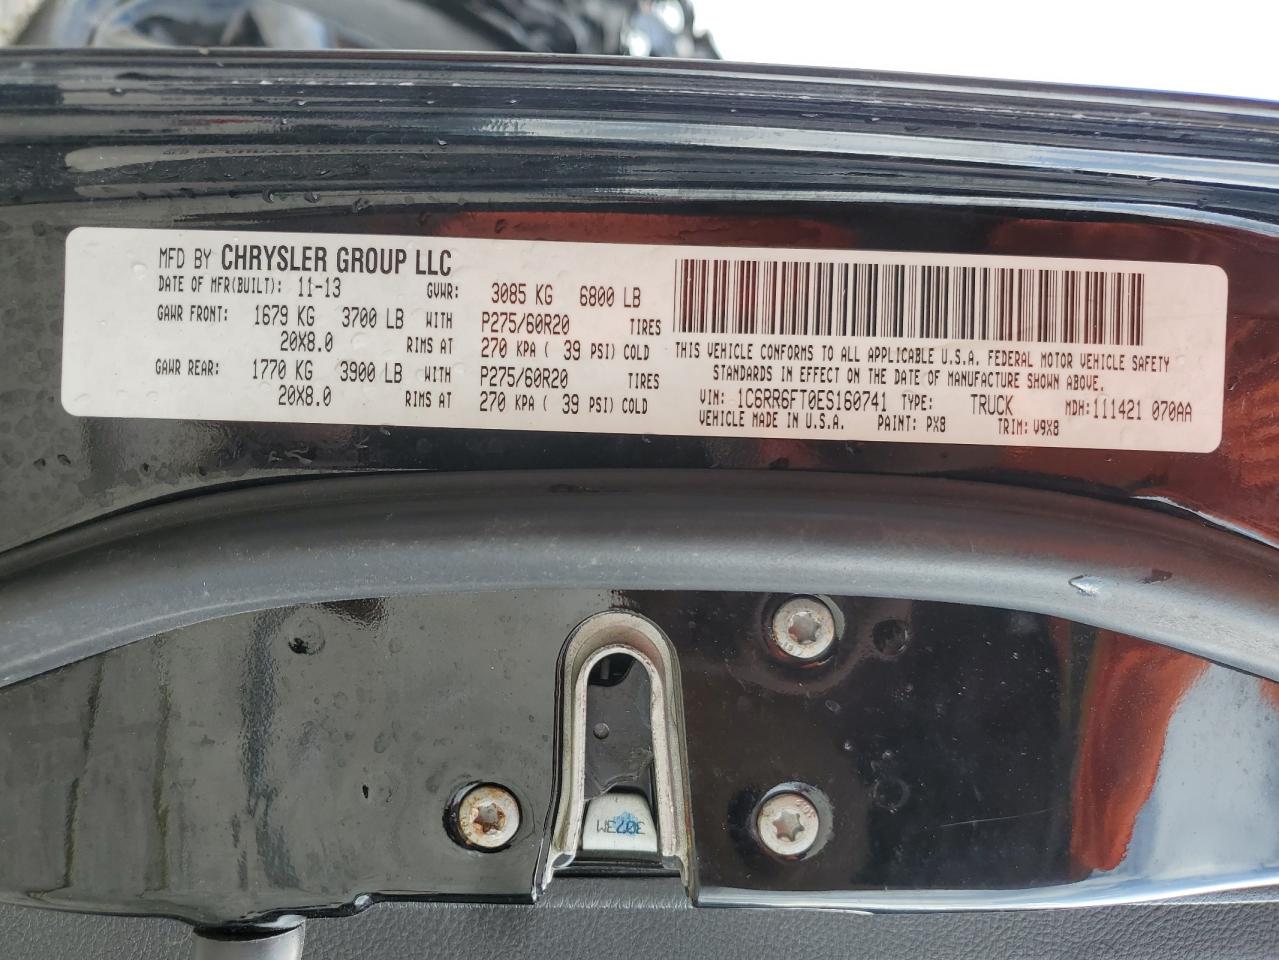 MFD BY CHRYSLER GROUP LLC
DATE OF MFR(BUILT): 11-13 GVWR: 3085 KG 6800 LB
GAWR FRONT: 1679 KG 3700 LB WITH P275/60R20 TIRES
20X8.0 RIMS AT 270 KPA ( 39 PSI) COLD
GAWR REAR: 1770 KG 3900 LB WITH P275/60R20 TIRES
20X8.0 RIMS AT 270 KPA ( 39 PSI) COLD
THIS VEHICLE CONFORMS TO ALL APPLICABLE U.S.A. FEDERAL MOTOR VEHICLE SAFETY
STANDARDS IN EFFECT ON THE DATE OF MANUFACTURE SHOWN ABOVE.
VIN: 1C6RR6FT0ES160741 TYPE: TRUCK MDH:111421 070AA
VEHICLE MADE IN U.S.A. PAINT: PX8 TRIM: V9X8